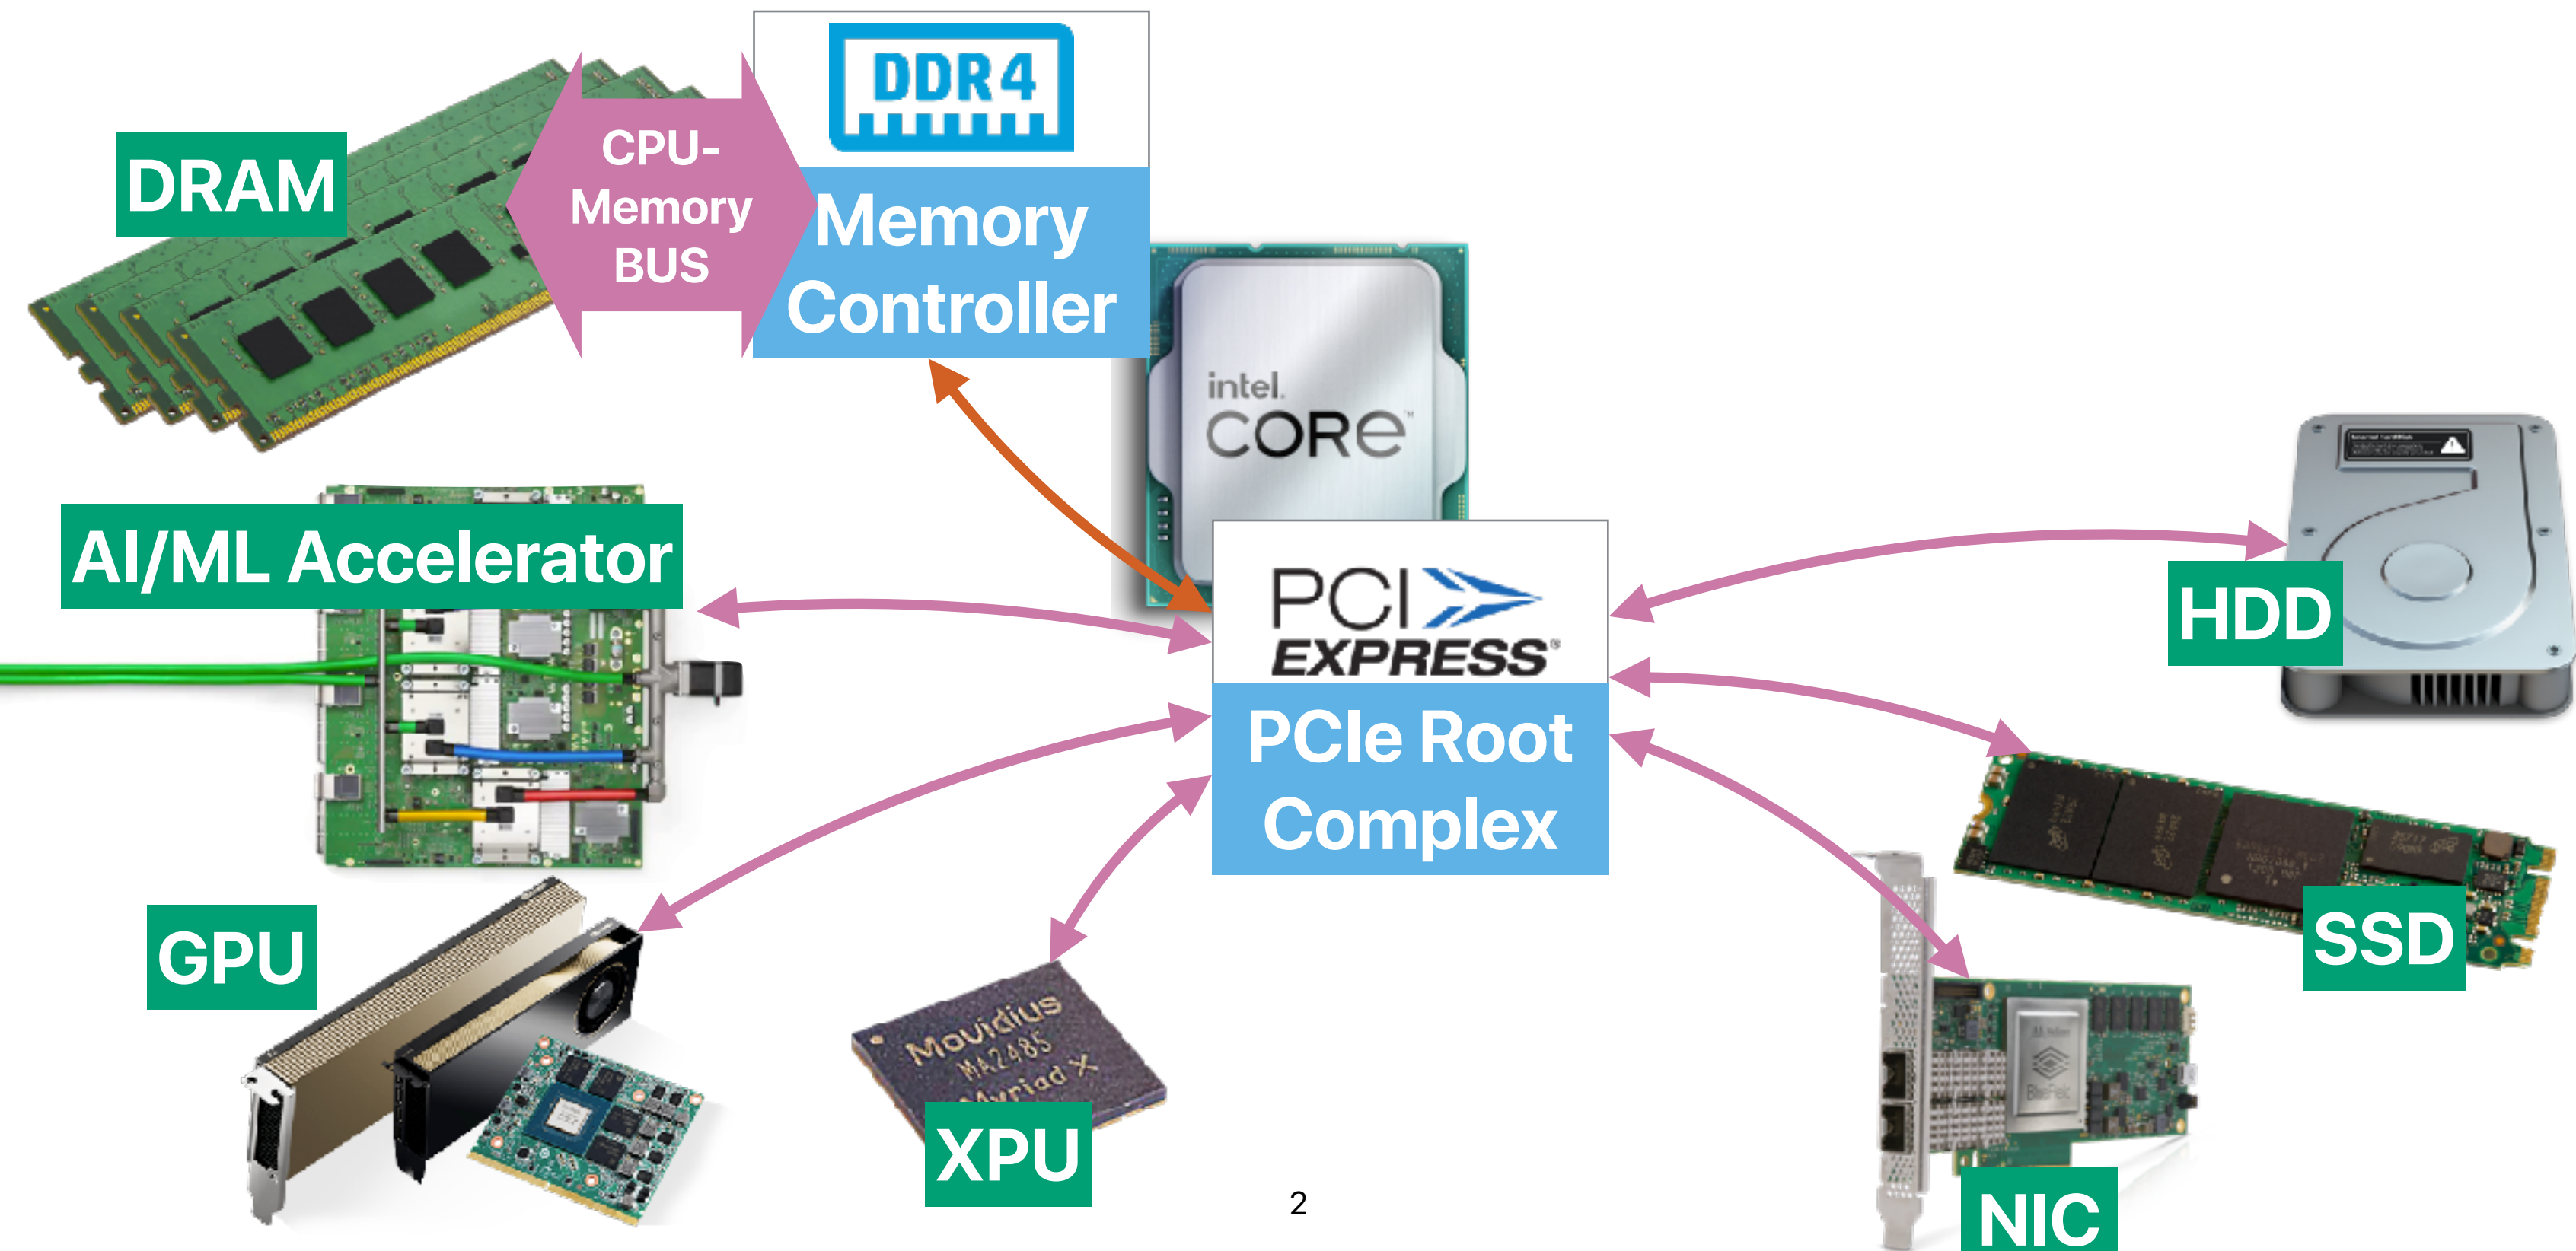 DDR4
DRAM
CPU-
Memory
BUS
Memory
Controller
intel.
CORE™
AI/ML Accelerator
PCI
EXPRESS®
PCIe Root
Complex
HDD
SSD
GPU
Movidius
MA2485
Myriad X
XPU
NIC
2